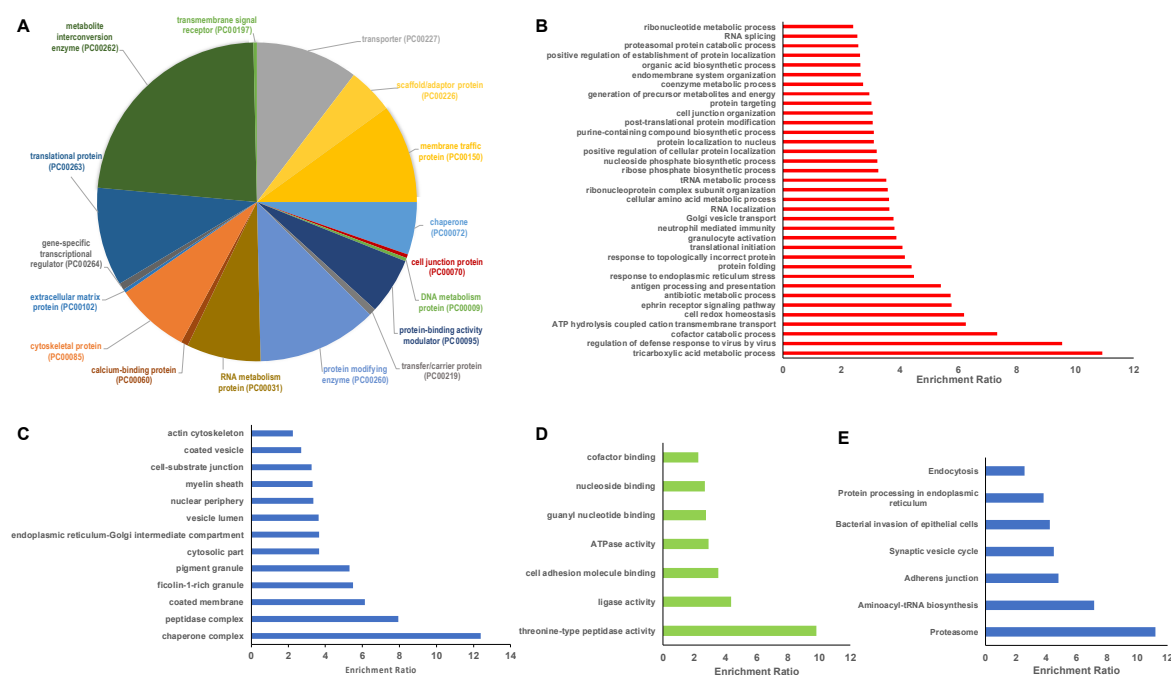 A
transmembrane signal
receptor (PC00197)
metabolite
interconversion
enzyme (PC00262)
transporter (PC00227)
scaffold/adaptor protein
(PC00226)
membrane traffic
protein (PC00150)
translational protein
(PC00263)
chaperone
(PC00072)
gene-specific
transcriptional
regulator (PC00264)
cell junction protein
(PC00070)
extracellular matrix
protein (PC00102)
DNA metabolism
protein (PC00009)
protein-binding activity
modulator (PC00095)
cytoskeletal protein
(PC00085)
transfer/carrier protein
(PC00219)
calcium-binding protein
(PC00060)
RNA metabolism
protein (PC00031)
protein modifying
enzyme (PC00260)
B
ribonucleotide metabolic process
RNA splicing
proteasomal protein catabolic process
positive regulation of establishment of protein localization
organic acid biosynthetic process
endomembrane system organization
coenzyme metabolic process
generation of precursor metabolites and energy
protein targeting
cell junction organization
post-translational protein modification
purine-containing compound biosynthetic process
protein localization to nucleus
positive regulation of cellular protein localization
nucleoside phosphate biosynthetic process
ribose phosphate biosynthetic process
tRNA metabolic process
ribonucleoprotein complex subunit organization
cellular amino acid metabolic process
RNA localization
Golgi vesicle transport
neutrophil mediated immunity
granulocyte activation
translational initiation
response to topologically incorrect protein
protein folding
response to endoplasmic reticulum stress
antigen processing and presentation
antibiotic metabolic process
ephrin receptor signaling pathway
cell redox homeostasis
ATP hydrolysis coupled cation transmembrane transport
cofactor catabolic process
regulation of defense response to virus by virus
tricarboxylic acid metabolic process
0 2 4 6 8 10 12
Enrichment Ratio
C
actin cytoskeleton
coated vesicle
cell-substrate junction
myelin sheath
nuclear periphery
vesicle lumen
endoplasmic reticulum-Golgi intermediate compartment
cytosolic part
pigment granule
ficolin-1-rich granule
coated membrane
peptidase complex
chaperone complex
0 2 4 6 8 10 12 14
Enrichment Ratio
D
cofactor binding
nucleoside binding
guanyl nucleotide binding
ATPase activity
cell adhesion molecule binding
ligase activity
threonine-type peptidase activity
0 2 4 6 8 10 12
Enrichment Ratio
E
Endocytosis
Protein processing in endoplasmic
reticulum
Bacterial invasion of epithelial cells
Synaptic vesicle cycle
Adherens junction
Aminoacyl-tRNA biosynthesis
Proteasome
0 2 4 6 8 10 12
Enrichment Ratio